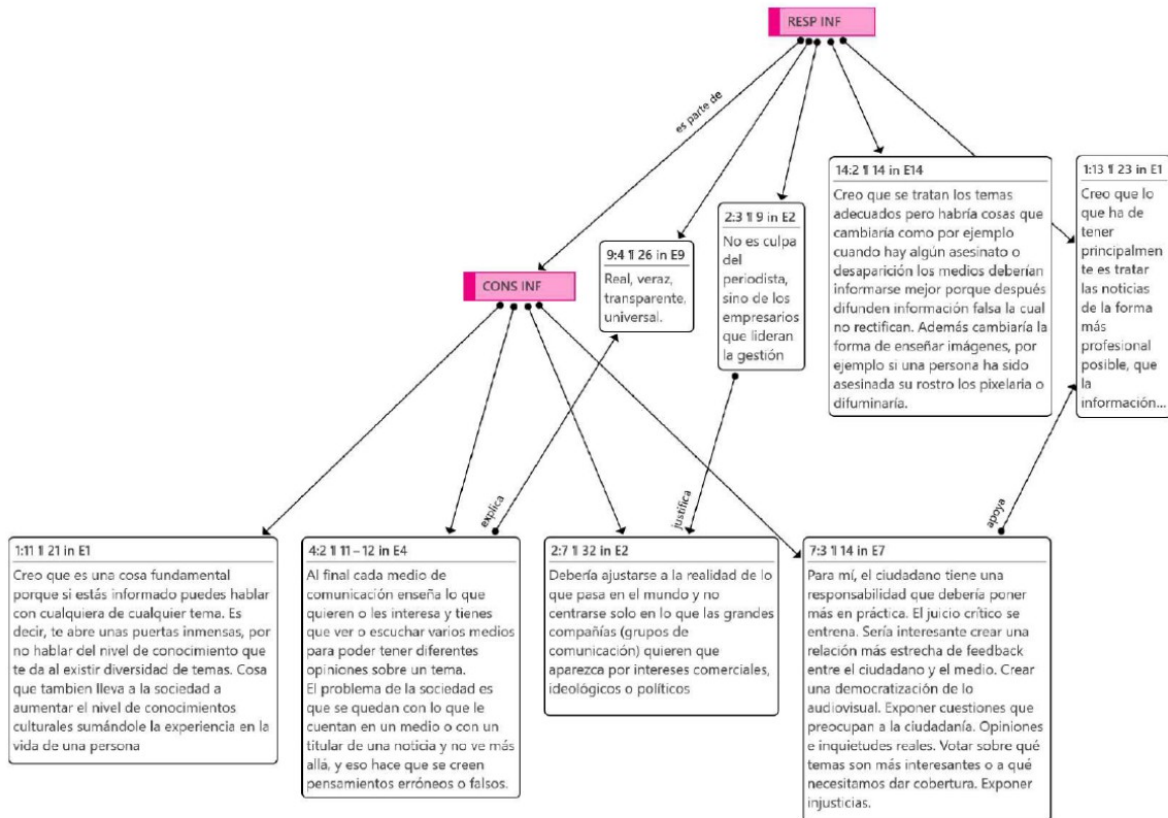 RESP INF
es parte de
14:2 ¶ 14 in E14
Creo que se tratan los temas
adecuados pero habría cosas que
cambiaría como por ejemplo
cuando hay algún asesinato o
desaparición los medios deberían
informarse mejor porque después
difunden información falsa la cual
no rectifican. Además cambiaría la
forma de enseñar imágenes, por
ejemplo si una persona ha sido
asesinada su rostro los pixelaria o
difuminaría.
1:13 ¶ 23 in E1
Creo que lo
que ha de
tener
principalmen
te es tratar
las noticias
de la forma
más
profesional
posible, que
la
información...
2:3 ¶ 9 in E2
No es culpa
del
periodista,
sino de los
empresarios
que lideran
la gestión
9:4 ¶ 26 in E9
Real, veraz,
transparente,
universal.
CONS INF
explica
justifica
apoya
1:11 ¶ 21 in E1
Creo que es una cosa fundamental
porque si estás informado puedes hablar
con cualquiera de cualquier tema. Es
decir, te abre unas puertas inmensas, por
no hablar del nivel de conocimiento que
te da al existir diversidad de temas. Cosa
que tambien lleva a la sociedad a
aumentar el nivel de conocimientos
culturales sumándole la experiencia en la
vida de una persona
4:2 ¶ 11 – 12 in E4
Al final cada medio de
comunicación enseña lo que
quieren o les interesa y tienes
que ver o escuchar varios medios
para poder tener diferentes
opiniones sobre un tema.
El problema de la sociedad es
que se quedan con lo que le
cuentan en un medio o con un
titular de una noticia y no ve más
allá, y eso hace que se creen
pensamientos erróneos o falsos.
2:7 ¶ 32 in E2
Debería ajustarse a la realidad de lo
que pasa en el mundo y no
centrarse solo en lo que las grandes
compañías (grupos de
comunicación) quieren que
aparezca por intereses comerciales,
ideológicos o políticos
7:3 ¶ 14 in E7
Para mí, el ciudadano tiene una
responsabilidad que debería poner
más en práctica. El juicio crítico se
entrena. Sería interesante crear una
relación más estrecha de feedback
entre el ciudadano y el medio. Crear
una democratización de lo
audiovisual. Exponer cuestiones que
preocupan a la ciudadanía. Opiniones
e inquietudes reales. Votar sobre qué
temas son más interesantes o a qué
necesitamos dar cobertura. Exponer
injusticias.